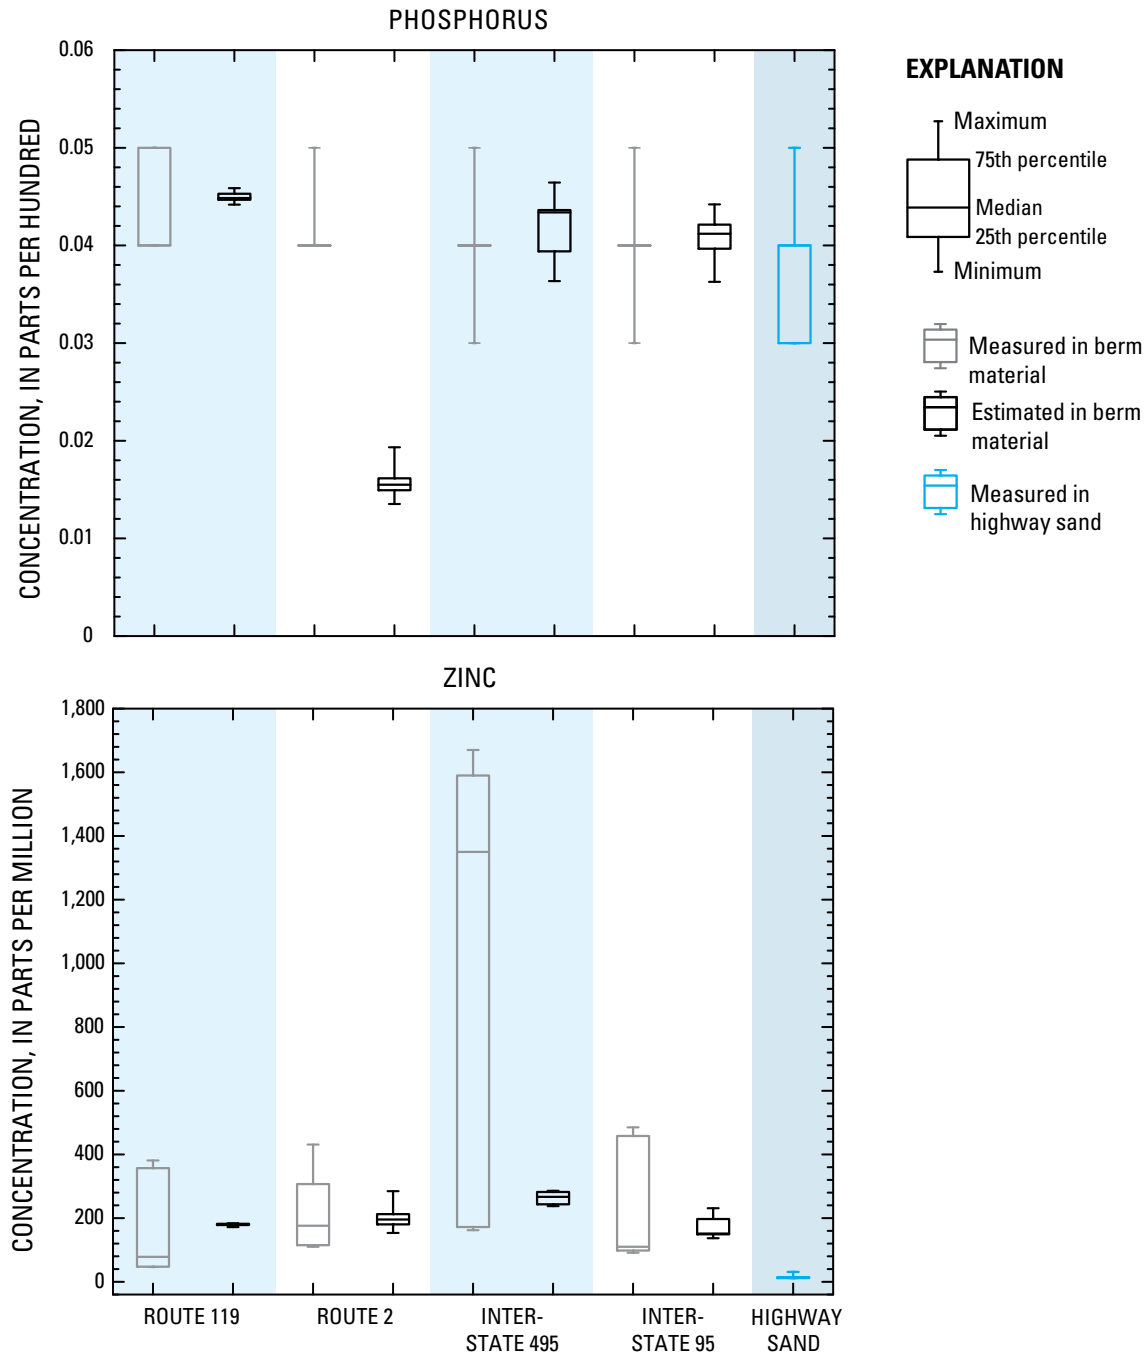 PHOSPHORUS
0.06
0.05
0.04
0.03
0.02
0.01
0
CONCENTRATION, IN PARTS PER HUNDRED
EXPLANATION
Maximum
75th percentile
Median
25th percentile
Minimum
Measured in berm
material
Estimated in berm
material
Measured in
highway sand
ZINC
1,800
1,600
1,400
1,200
1,000
800
600
400
200
0
CONCENTRATION, IN PARTS PER MILLION
ROUTE 119
ROUTE 2
INTER-
STATE 495
INTER-
STATE 95
HIGHWAY
SAND